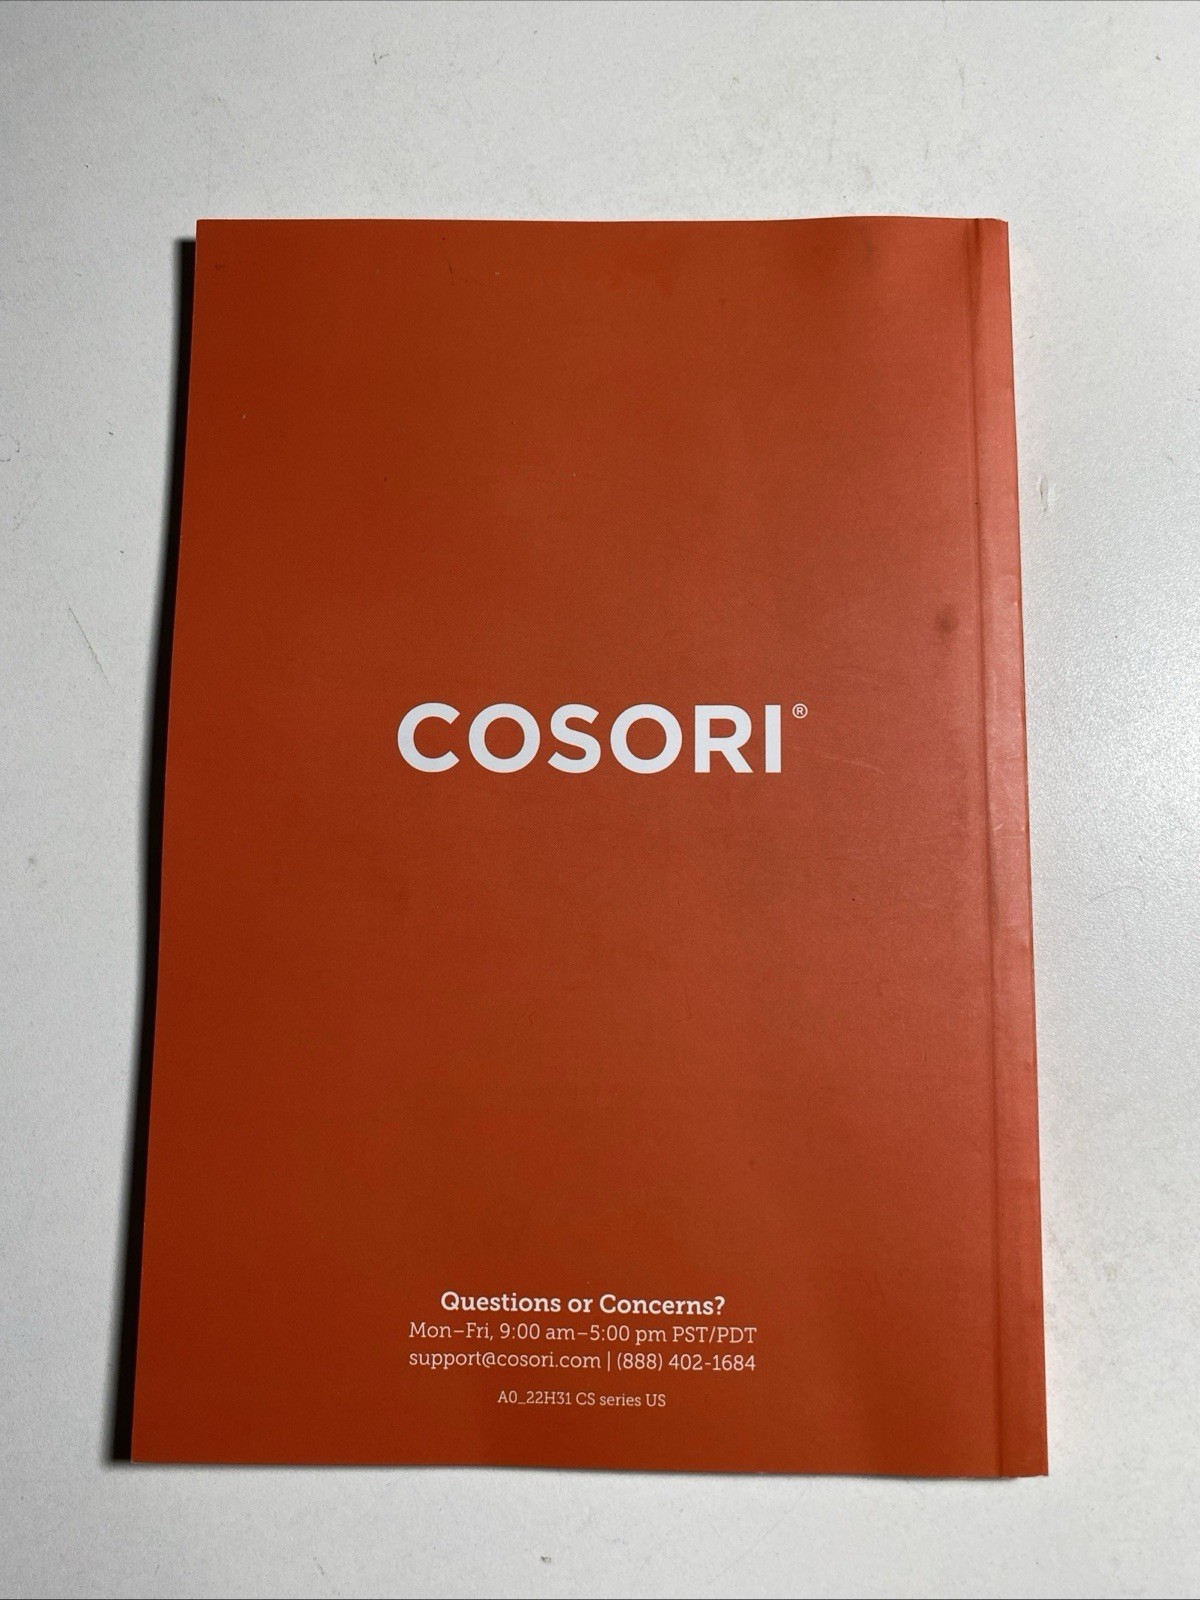 COSORI®
Questions or Concerns?
Mon–Fri, 9:00 am–5:00 pm PST/PDT
support@cosori.com | (888) 402-1684
A0_22H31 CS series US